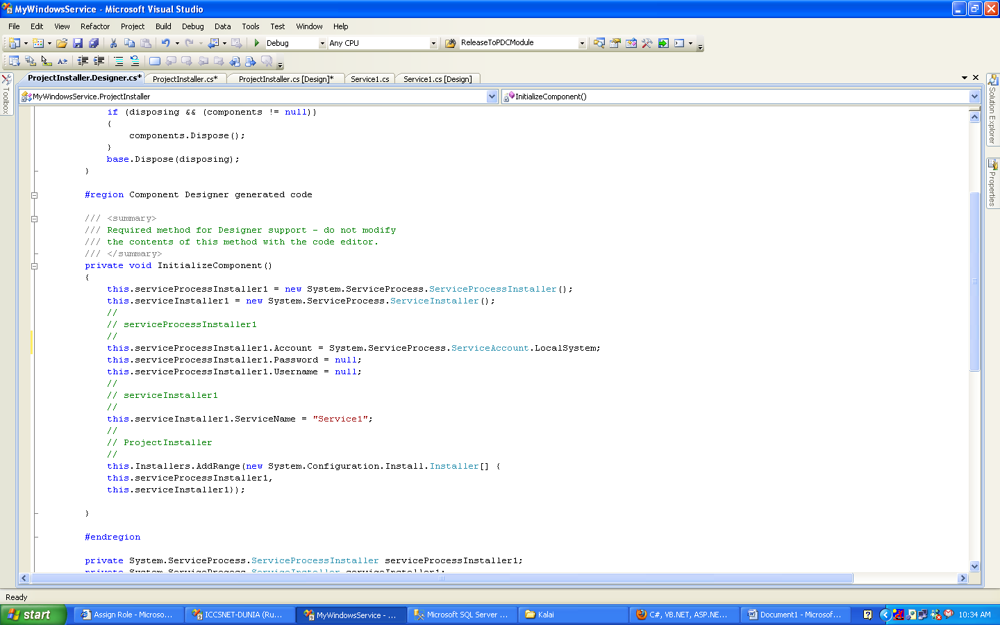 MyWindowsService - Microsoft Visual Studio
File Edit View Refactor Project Build Debug Data Tools Test Window Help
Debug Any CPU ReleaseToPDCModule
ProjectInstaller.Designer.cs* ProjectInstaller.cs* ProjectInstaller.cs [Design]* Service1.cs Service1.cs [Design]
MyWindowsService.ProjectInstaller InitializeComponent()
Toolbox
Solution Explorer
Properties
if (disposing && (components != null))
{
components.Dispose();
}
base.Dispose(disposing);
}
#region Component Designer generated code
/// <summary>
/// Required method for Designer support - do not modify
/// the contents of this method with the code editor.
/// </summary>
private void InitializeComponent()
{
this.serviceProcessInstaller1 = new System.ServiceProcess.ServiceProcessInstaller();
this.serviceInstaller1 = new System.ServiceProcess.ServiceInstaller();
//
// serviceProcessInstaller1
//
this.serviceProcessInstaller1.Account = System.ServiceProcess.ServiceAccount.LocalSystem;
this.serviceProcessInstaller1.Password = null;
this.serviceProcessInstaller1.Username = null;
//
// serviceInstaller1
//
this.serviceInstaller1.ServiceName = "Service1";
//
// ProjectInstaller
//
this.Installers.AddRange(new System.Configuration.Install.Installer[] {
this.serviceProcessInstaller1,
this.serviceInstaller1});
}
#endregion
private System.ServiceProcess.ServiceProcessInstaller serviceProcessInstaller1;
private System.ServiceProcess.ServiceInstaller serviceInstaller1;
Ready
start Assign Role - Microso... ICCSNET-DUNIA (Ru... MyWindowsService - ... Microsoft SQL Server ... Kalai C#, VB.NET, ASP.NE... Document1 - Microsof... 10:34 AM